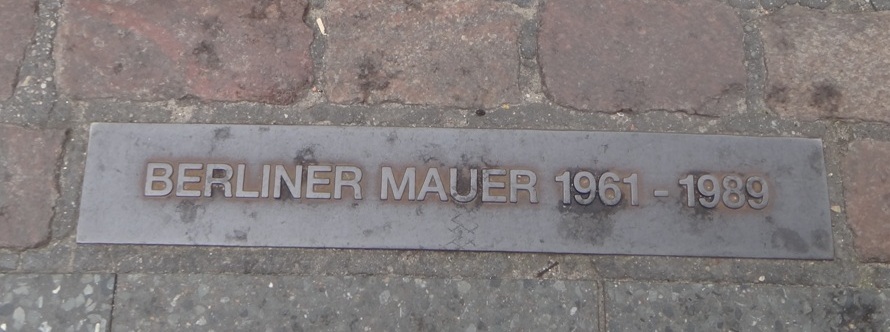 BERLINER MAUER 1961 - 1989